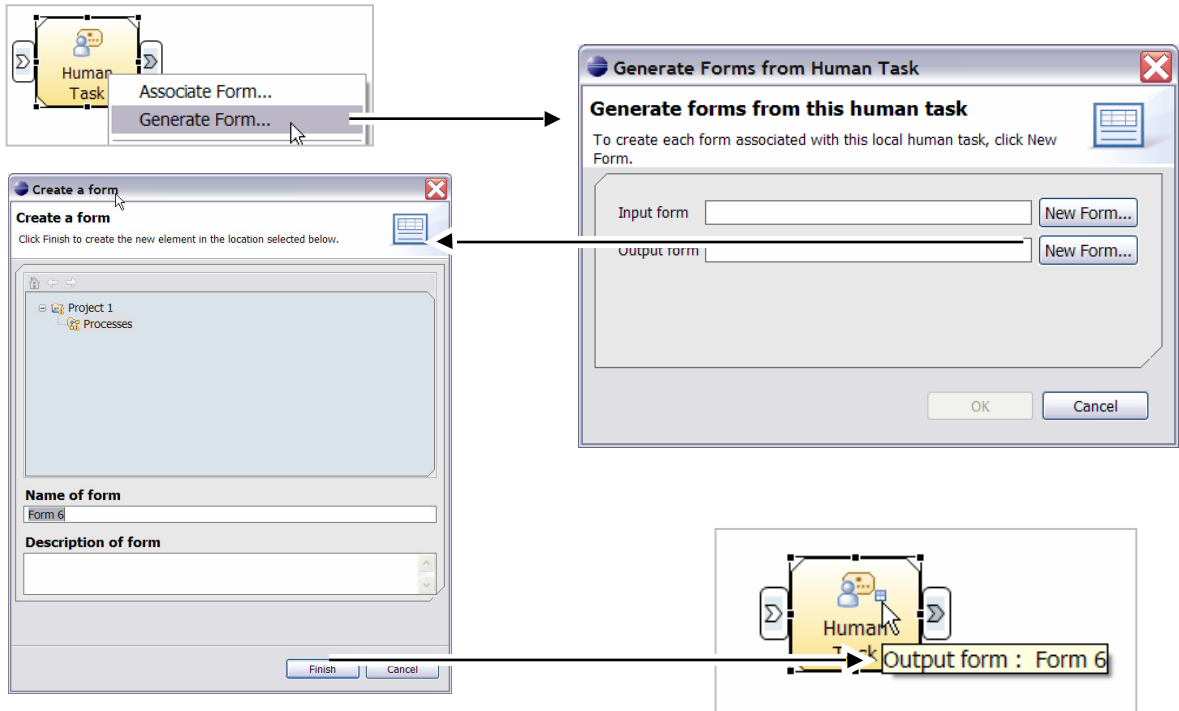 Human
Task
Associate Form...
Generate Form...
Generate Forms from Human Task
Generate forms from this human task
To create each form associated with this local human task, click New
Form.
Input form
New Form...
Output form
New Form...
OK
Cancel
Create a form
Create a form
Click Finish to create the new element in the location selected below.
Project 1
Processes
Name of form
Form 6
Description of form
Finish
Cancel
Human
Task
Output form : Form 6